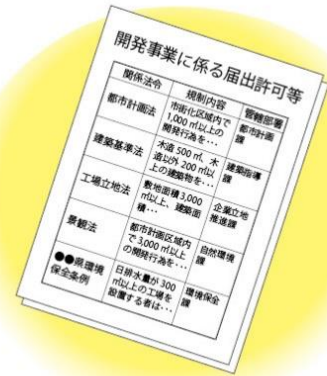 開発事業に係る届出許可等
関係法令 規制内容 管轄部署
都市計画法 市街化区域内で 都市計画
1,000㎡以上の 課
開発行為を・・・
建築基準法 木造500㎡、木 建築指導
造以外200㎡以 課
上の建築物を・・・
工場立地法 敷地面積3,000 企業立地
㎡以上、建築面 推進課
積・・・
景観法 都市計画区域内 自然環境
で3,000㎡以上 課
の開発行為を・・・
●●県環境 日排水量が300 環境保全
保全条例 ㎥以上の工場を 課
設置する者は・・・